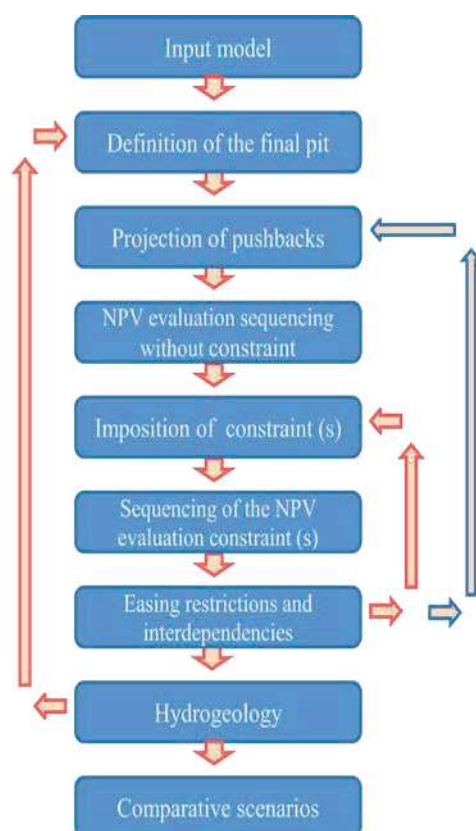 Input model
Definition of the final pit
Projection of pushbacks
NPV evaluation sequencing
without constraint
Imposition of constraint (s)
Sequencing of the NPV
evaluation constraint (s)
Easing restrictions and
interdependencies
Hydrogeology
Comparative scenarios